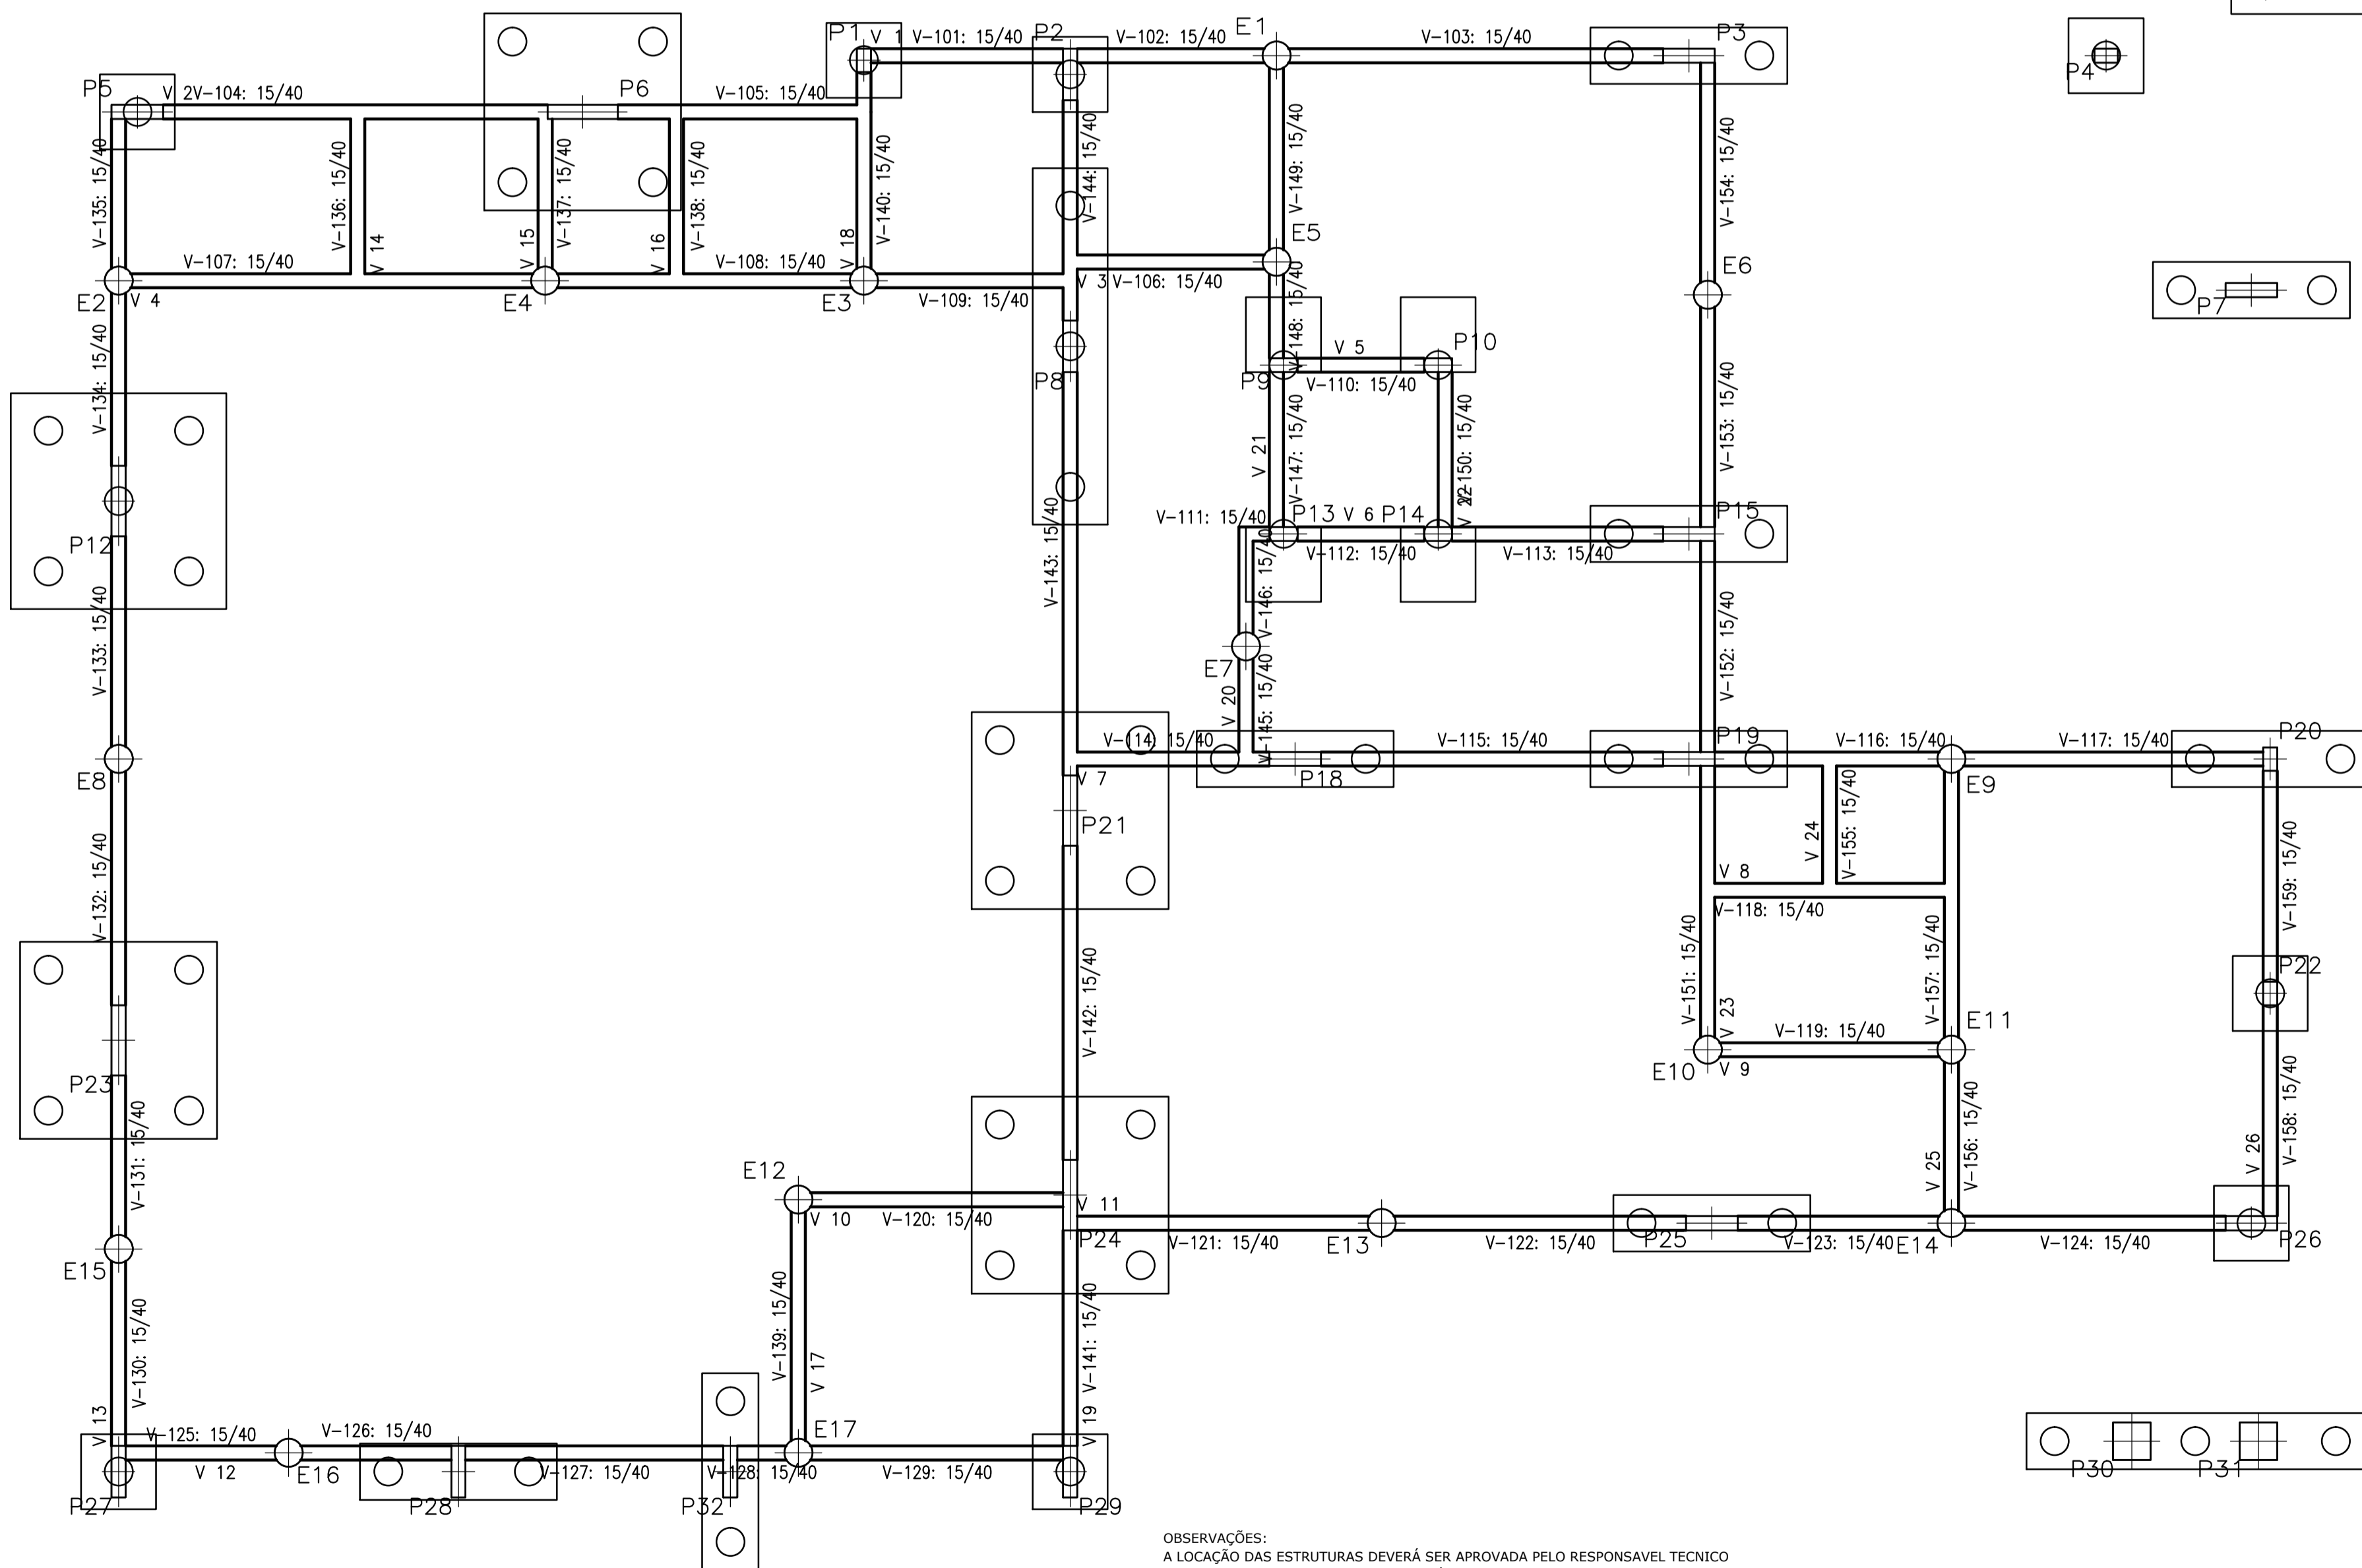 P1
V 1
V-101: 15/40
P2
V-102: 15/40
E1
V-103: 15/40
P3
P4
P5
V 2
V-104: 15/40
P6
V-105: 15/40
V-135: 15/40
V-136: 15/40
V 14
V 15
V-137: 15/40
V 16
V-138: 15/40
V 18
V-140: 15/40
V-144: 15/40
V-149: 15/40
V-154: 15/40
E5
E6
P7
V-107: 15/40
V-108: 15/40
E2
V 4
E4
E3
V-109: 15/40
V 3
V-106: 15/40
V-148: 15/40
V-134: 15/40
P8
P9
V 5
V-110: 15/40
P10
V 21
V-147: 15/40
V 22
V-150: 15/40
V-153: 15/40
P12
V-111: 15/40
P13
V 6
P14
V-112: 15/40
V-113: 15/40
P15
V-133: 15/40
V-143: 15/40
V-146: 15/40
E7
V 20
V-145: 15/40
V-152: 15/40
E8
V-114: 15/40
V 7
P18
V-115: 15/40
P19
V-116: 15/40
E9
V-117: 15/40
P20
P21
V 24
V-155: 15/40
V 8
V-118: 15/40
V-159: 15/40
V-132: 15/40
V-142: 15/40
V-151: 15/40
V 23
V-157: 15/40
P22
E10
V-119: 15/40
V 9
E11
P23
V-131: 15/40
V 25
V-156: 15/40
V 26
V-158: 15/40
E12
V 10
V-120: 15/40
V 11
P24
V-121: 15/40
E13
V-122: 15/40
P25
V-123: 15/40
E14
V-124: 15/40
P26
E15
V-130: 15/40
V-139: 15/40
V 17
V 19
V-141: 15/40
V 13
V-125: 15/40
V-126: 15/40
E17
V 12
E16
V-127: 15/40
V-128: 15/40
V-129: 15/40
P27
P28
P32
P29
P30
P31
OBSERVAÇÕES:
A LOCAÇÃO DAS ESTRUTURAS DEVERÁ SER APROVADA PELO RESPONSAVEL TECNICO